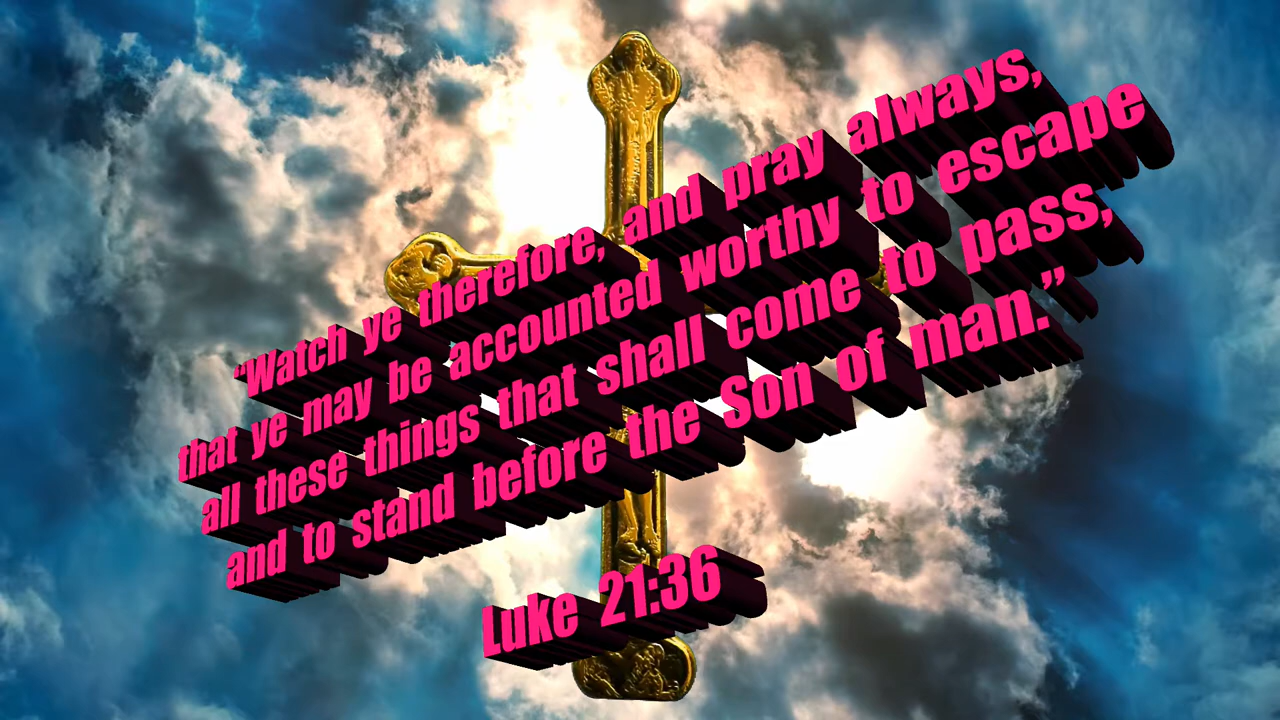 “Watch ye therefore, and pray always,
that ye may be accounted worthy to escape
all these things that shall come to pass,
and to stand before the Son of man.”
Luke 21:36